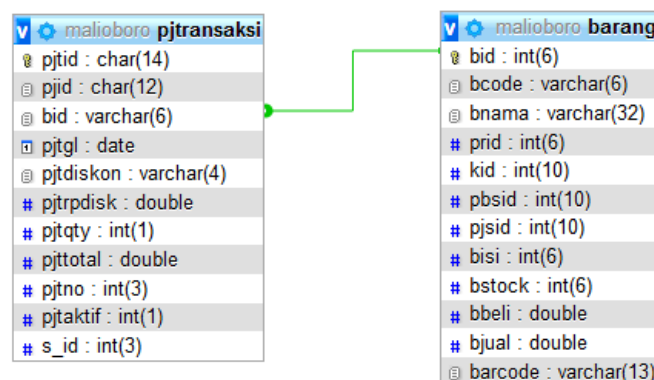 v malioboro pjtransaksi
pjtid : char(14)
pjid : char(12)
bid : varchar(6)
pjtgl : date
pjtdiskon : varchar(4)
# pjtrpdisk : double
# pjtqty : int(1)
# pjttotal : double
# pjtno : int(3)
# pjtaktif : int(1)
# s_id : int(3)
v malioboro barang
bid : int(6)
bcode : varchar(6)
bnama : varchar(32)
# prid : int(6)
# kid : int(10)
# pbsid : int(10)
# pjsid : int(10)
# bisi : int(6)
# bstock : int(6)
# bbeli : double
# bjual : double
barcode : varchar(13)